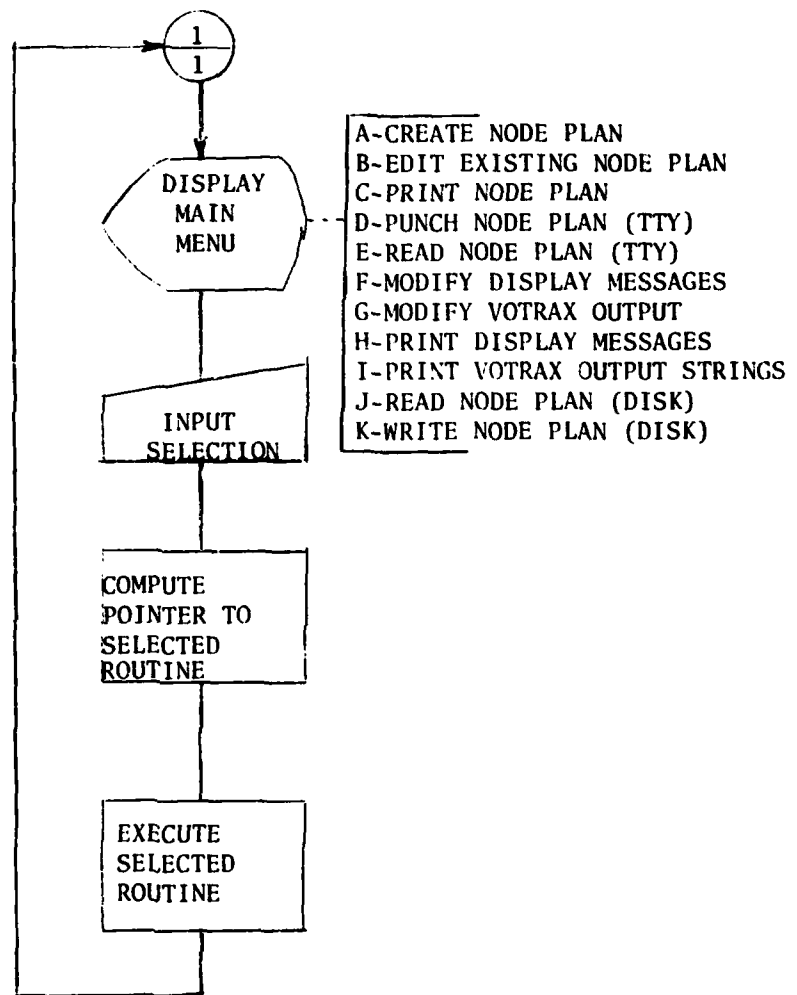 1
1
DISPLAY
MAIN
MENU
A-CREATE NODE PLAN
B-EDIT EXISTING NODE PLAN
C-PRINT NODE PLAN
D-PUNCH NODE PLAN (TTY)
E-READ NODE PLAN (TTY)
F-MODIFY DISPLAY MESSAGES
G-MODIFY VOTRAX OUTPUT
H-PRINT DISPLAY MESSAGES
I-PRINT VOTRAX OUTPUT STRINGS
J-READ NODE PLAN (DISK)
K-WRITE NODE PLAN (DISK)
INPUT
SELECTION
COMPUTE
POINTER TO
SELECTED
ROUTINE
EXECUTE
SELECTED
ROUTINE